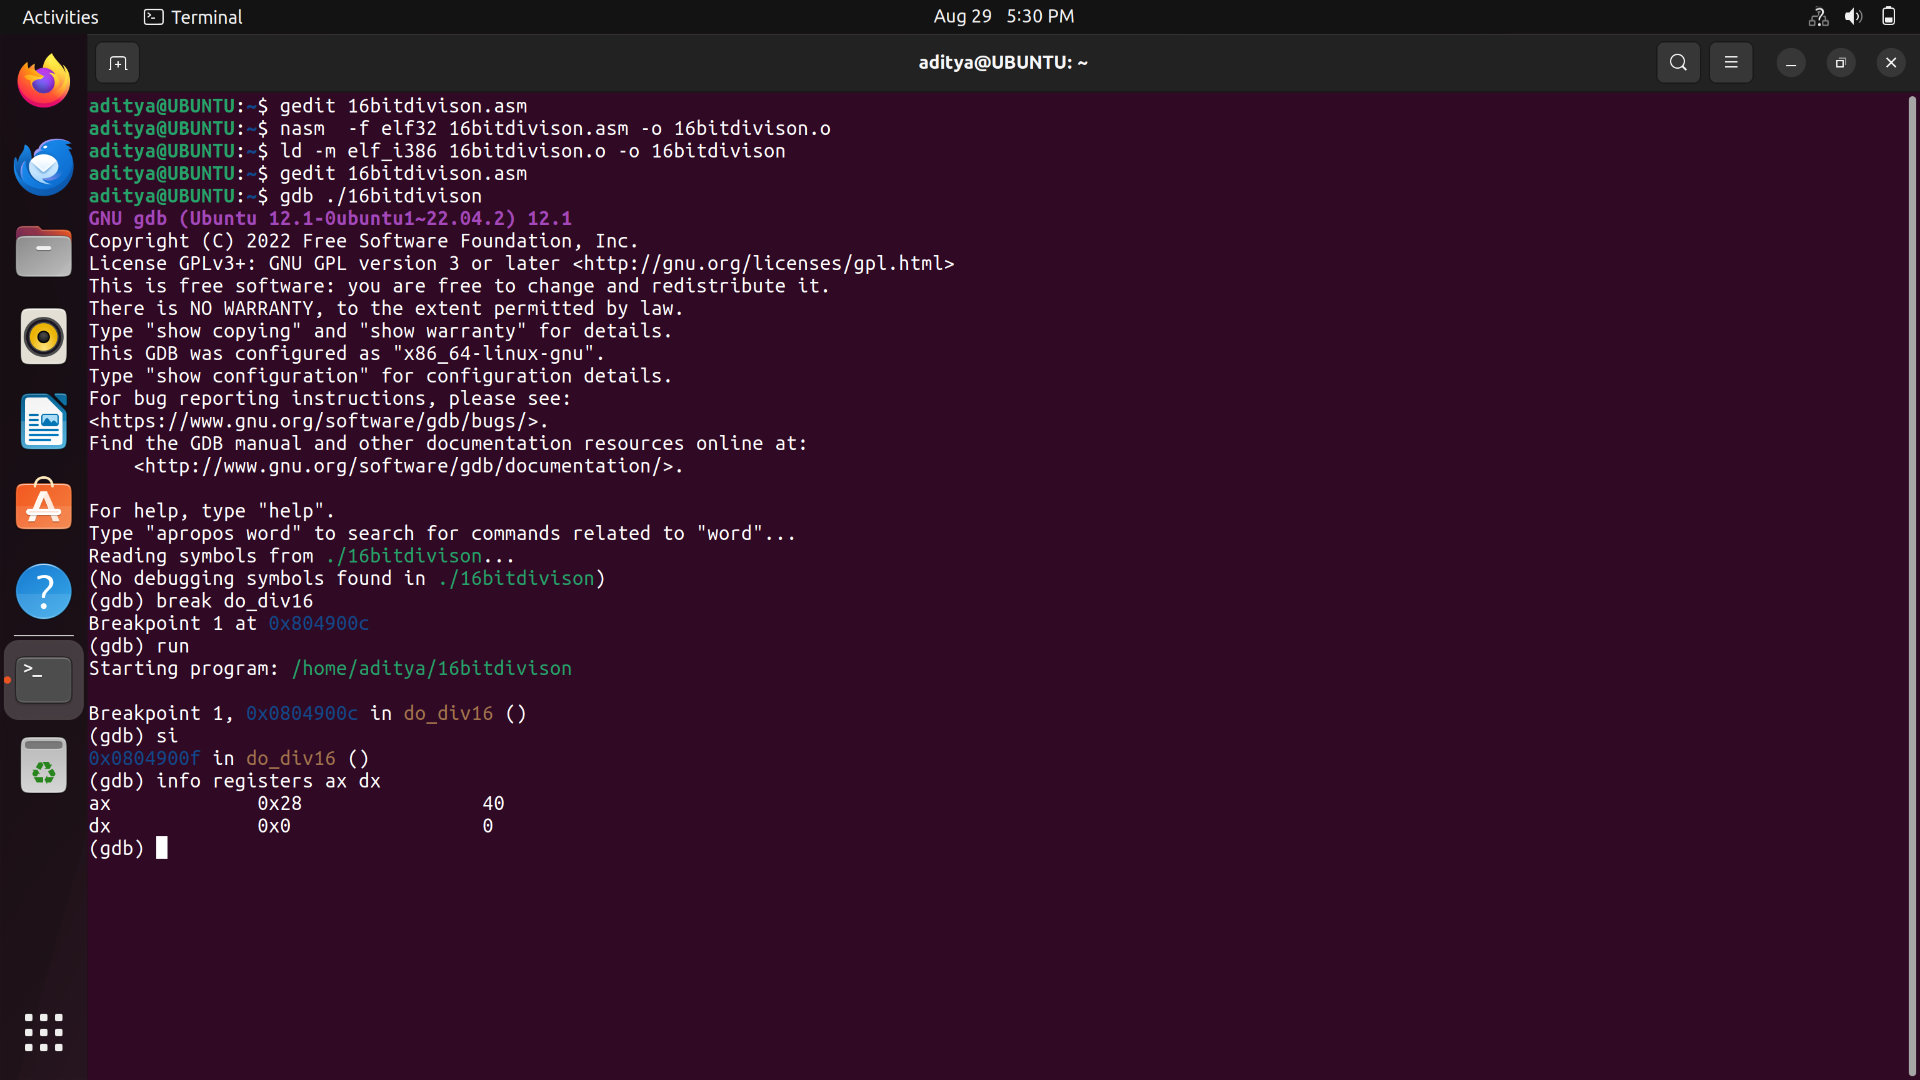 Activities
Terminal
Aug 29 5:30 PM
aditya@UBUNTU: ~
aditya@UBUNTU:~$ gedit 16bitdivison.asm
aditya@UBUNTU:~$ nasm  -f elf32 16bitdivison.asm -o 16bitdivison.o
aditya@UBUNTU:~$ ld -m elf_i386 16bitdivison.o -o 16bitdivison
aditya@UBUNTU:~$ gedit 16bitdivison.asm
aditya@UBUNTU:~$ gdb ./16bitdivison
GNU gdb (Ubuntu 12.1-0ubuntu1~22.04.2) 12.1
Copyright (C) 2022 Free Software Foundation, Inc.
License GPLv3+: GNU GPL version 3 or later <http://gnu.org/licenses/gpl.html>
This is free software: you are free to change and redistribute it.
There is NO WARRANTY, to the extent permitted by law.
Type "show copying" and "show warranty" for details.
This GDB was configured as "x86_64-linux-gnu".
Type "show configuration" for configuration details.
For bug reporting instructions, please see:
<https://www.gnu.org/software/gdb/bugs/>.
Find the GDB manual and other documentation resources online at:
    <http://www.gnu.org/software/gdb/documentation/>.

For help, type "help".
Type "apropos word" to search for commands related to "word"...
Reading symbols from ./16bitdivison...
(No debugging symbols found in ./16bitdivison)
(gdb) break do_div16
Breakpoint 1 at 0x804900c
(gdb) run
Starting program: /home/aditya/16bitdivison

Breakpoint 1, 0x0804900c in do_div16 ()
(gdb) si
0x0804900f in do_div16 ()
(gdb) info registers ax dx
ax             0x28                40
dx             0x0                 0
(gdb)